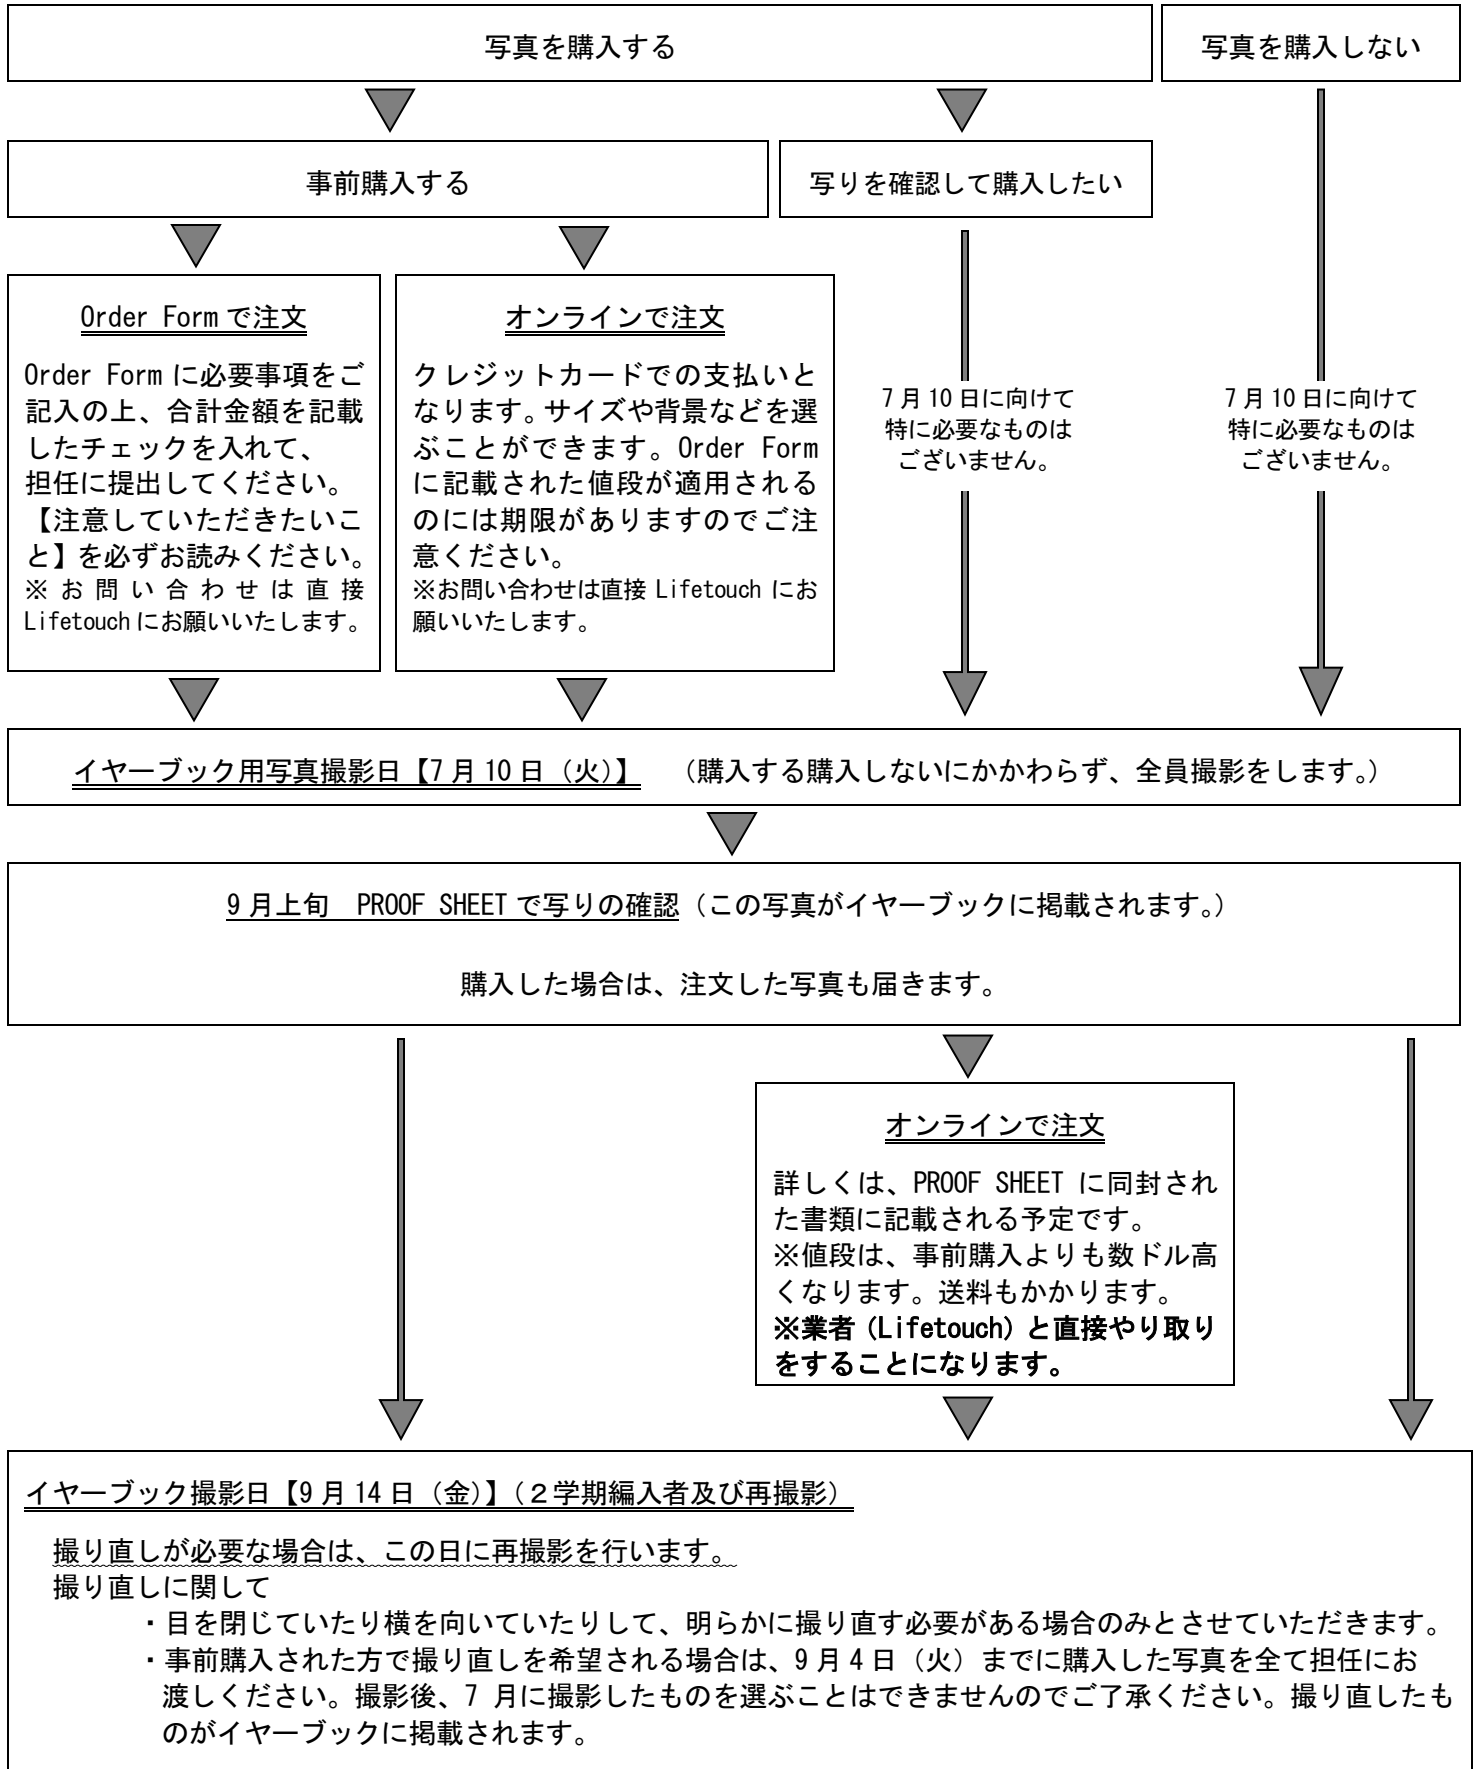 写真を購入する
写真を購入しない
事前購入する
写りを確認して購入したい
Order Form で注文
Order Form に必要事項をご
記入の上、合計金額を記載
したチェックを入れて、
担任に提出してください。
【注意していただきたいこ
と】を必ずお読みください。
※お問い合わせは直接
Lifetouch にお願いいたします。
オンラインで注文
クレジットカードでの支払いと
なります。サイズや背景などを選
ぶことができます。Order Form
に記載された値段が適用される
のには期限がありますのでご注
意ください。
※お問い合わせは直接 Lifetouch にお
願いいたします。
7 月 10 日に向けて
特に必要なものは
ございません。
7 月 10 日に向けて
特に必要なものは
ございません。
イヤーブック用写真撮影日【7 月 10 日（火）】　（購入する購入しないにかかわらず、全員撮影をします。）
9 月上旬　PROOF SHEET で写りの確認（この写真がイヤーブックに掲載されます。）
購入した場合は、注文した写真も届きます。
オンラインで注文
詳しくは、PROOF SHEET に同封され
た書類に記載される予定です。
※値段は、事前購入よりも数ドル高
くなります。送料もかかります。
※業者（Lifetouch）と直接やり取り
をすることになります。
イヤーブック撮影日【9 月 14 日（金）】（２学期編入者及び再撮影）
撮り直しが必要な場合は、この日に再撮影を行います。
撮り直しに関して
・目を閉じていたり横を向いていたりして、明らかに撮り直す必要がある場合のみとさせていただきます。
・事前購入された方で撮り直しを希望される場合は、9 月 4 日（火）までに購入した写真を全て担任にお
渡しください。撮影後、7 月に撮影したものを選ぶことはできませんのでご了承ください。撮り直したも
のがイヤーブックに掲載されます。